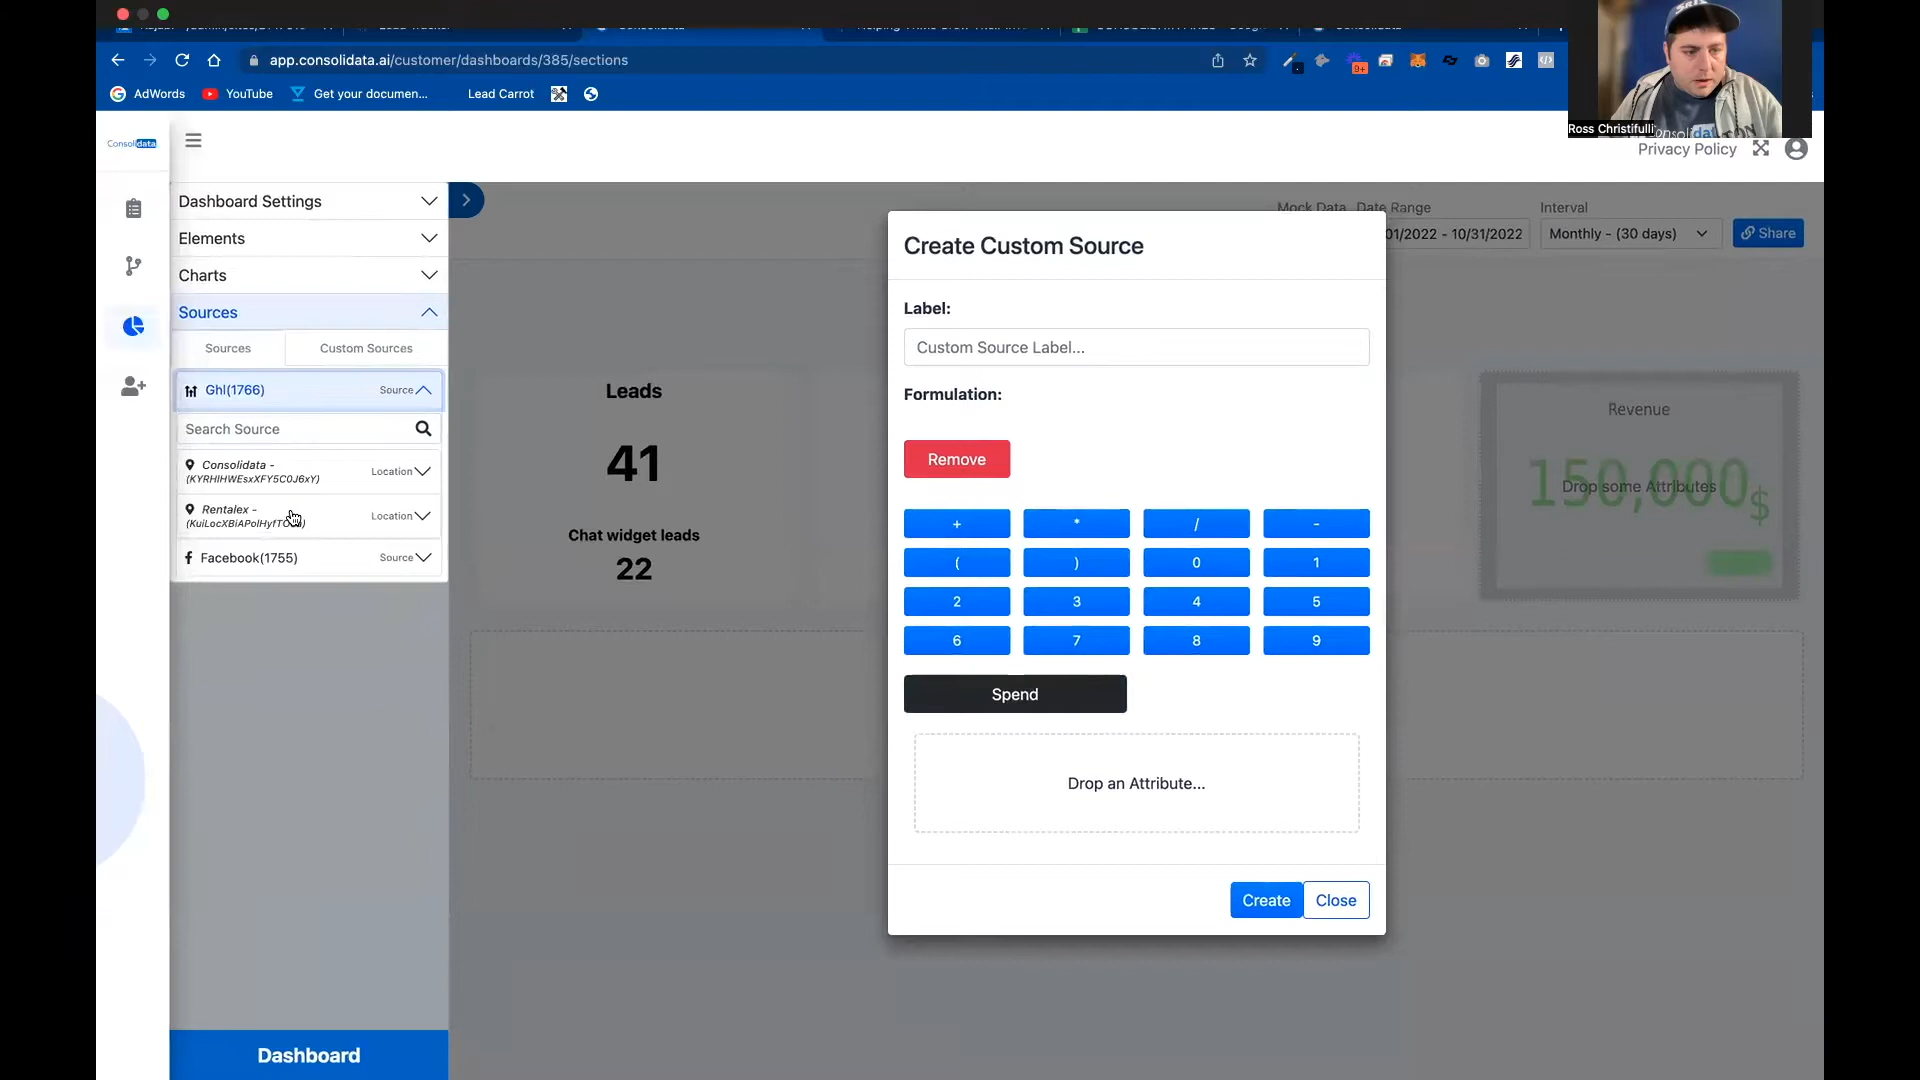 app.consolidata.ai/customer/dashboards/385/sections
9+
AdWords
YouTube
Get your documen...
Lead Carrot
Ross Christifulli
Consolidata
Privacy Policy
Dashboard Settings
Elements
Charts
Sources
Sources
Custom Sources
Ghl(1766)
Source
Search Source
Consolidata -
Location
Rentalex -
Location
Facebook(1755)
Source
Dashboard
Mock Data
Date Range
Interval
01/2022 - 10/31/2022
Monthly - (30 days)
Share
Leads
41
Chat widget leads
22
Revenue
150,000$
Drop some Attributes
Create Custom Source
Label:
Custom Source Label...
Formulation:
Remove
+ * / -
( ) 0 1
2 3 4 5
6 7 8 9
Spend
Drop an Attribute...
Create
Close